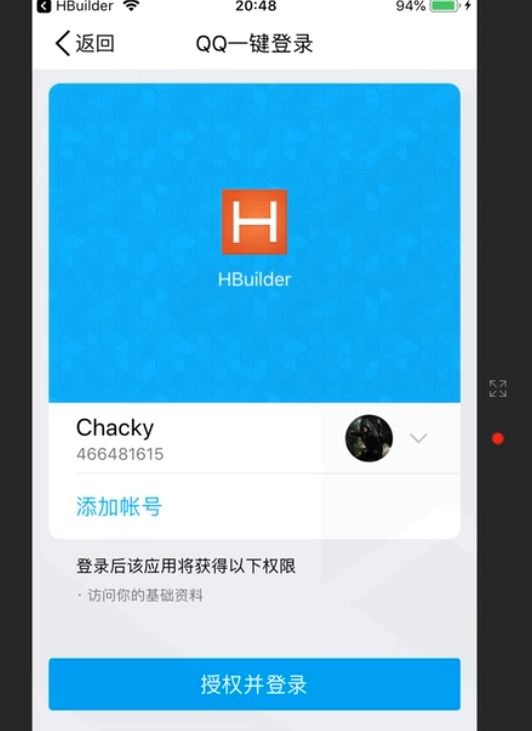 HBuilder 20:48 94%
返回 QQ一键登录
H
HBuilder
Chacky
466481615
添加帐号
登录后该应用将获得以下权限
· 访问你的基础资料
授权并登录